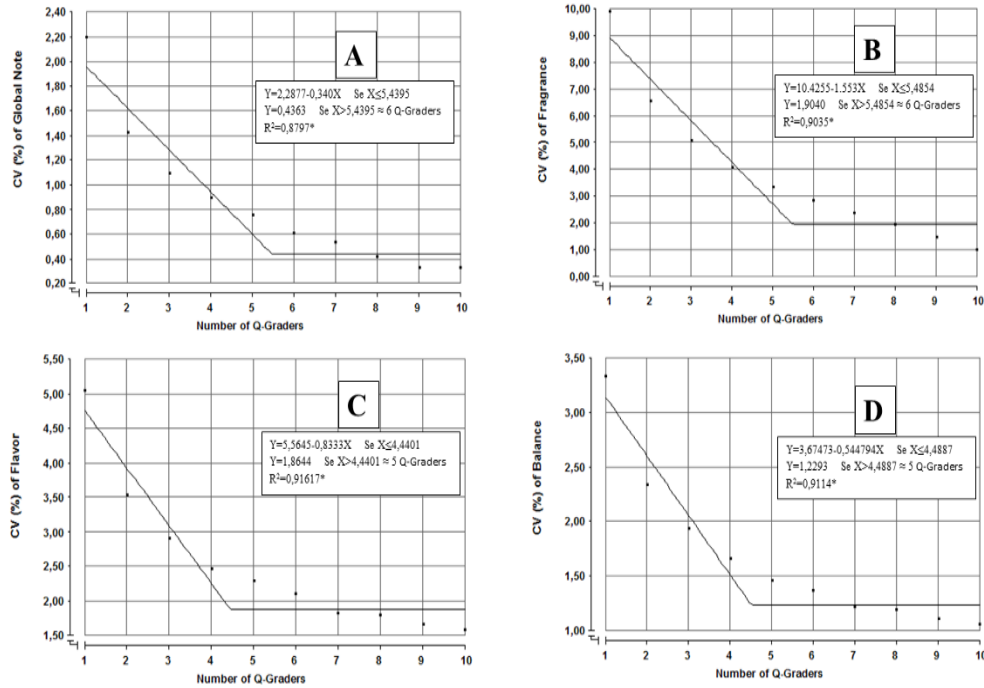 2,40
2,20
2,00
1,80
1,60
1,40
1,20
1,00
0,80
0,60
0,40
0,20
CV (%) of Global Note
A
Y=2,2877-0,340X Se X≤5,4395
Y=0,4363 Se X>5,4395 ≈ 6 Q-Graders
R²=0,8797*
1 2 3 4 5 6 7 8 9 10
Number of Q-Graders
10,00
9,00
8,00
7,00
6,00
5,00
4,00
3,00
2,00
1,00
0,00
CV (%) of Fragrance
B
Y=10.4255-1.553X Se X≤5,4854
Y=1,9040 Se X>5,4854 ≈ 6 Q-Graders
R²=0,9035*
1 2 3 4 5 6 7 8 9 10
Number of Q-Graders
5,50
5,00
4,50
4,00
3,50
3,00
2,50
2,00
1,50
CV (%) of Flavor
C
Y=5,5645-0,8333X Se X≤4,4401
Y=1,8644 Se X>4,4401 ≈ 5 Q-Graders
R²=0,91617*
1 2 3 4 5 6 7 8 9 10
Number of Q-Graders
3,50
3,00
2,50
2,00
1,50
1,00
CV (%) of Balance
D
Y=3,67473-0,544794X Se X≤4,4887
Y=1,2293 Se X>4,4887 ≈ 5 Q-Graders
R²=0,9114*
1 2 3 4 5 6 7 8 9 10
Number of Q-Graders